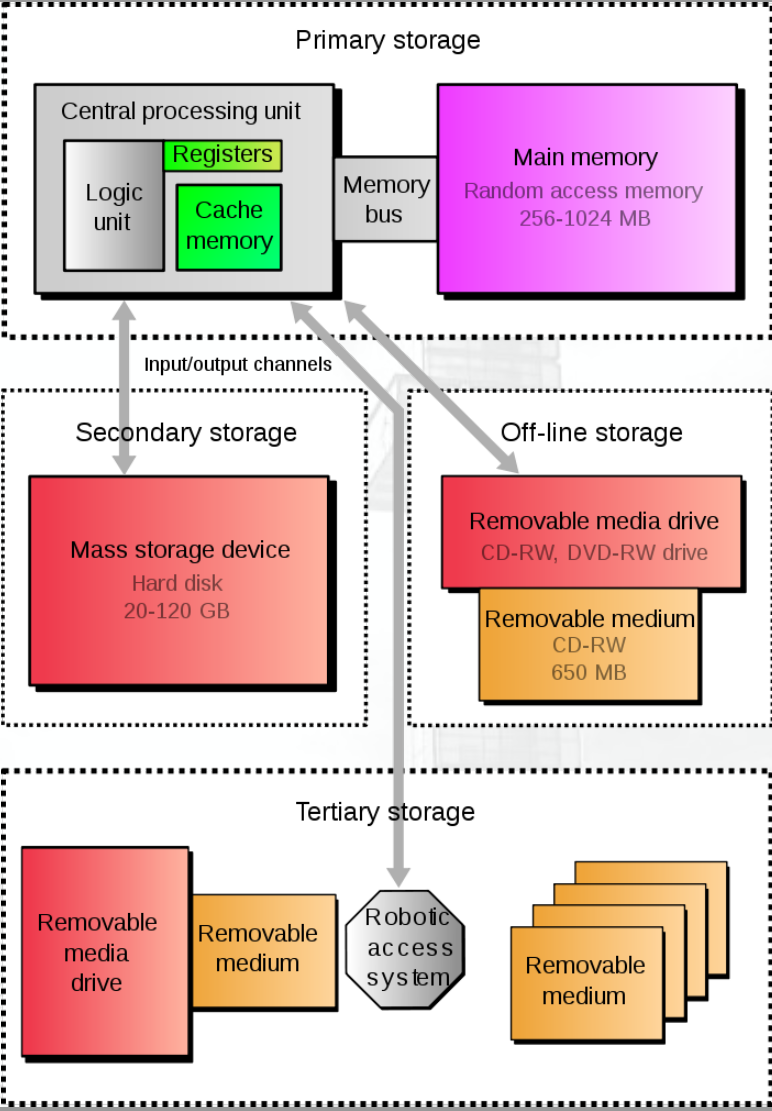 Primary storage
Central processing unit
Registers
Logic
unit
Cache
memory
Memory
bus
Main memory
Random access memory
256-1024 MB
Input/output channels
Secondary storage
Mass storage device
Hard disk
20-120 GB
Off-line storage
Removable media drive
CD-RW, DVD-RW drive
Removable medium
CD-RW
650 MB
Tertiary storage
Removable
media
drive
Removable
medium
Robotic
access
system
Removable
medium